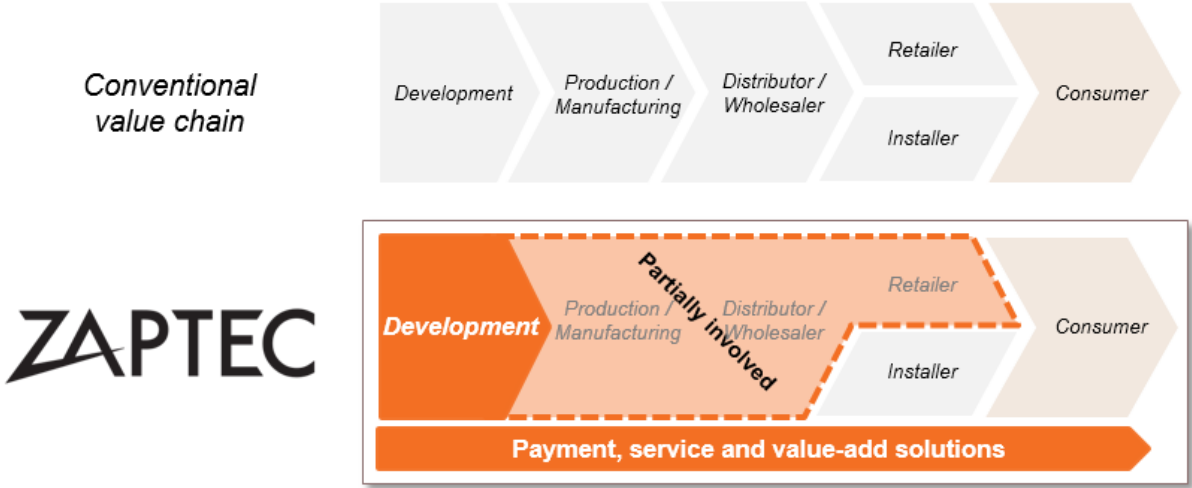 Conventional
value chain
Development
Production /
Manufacturing
Distributor /
Wholesaler
Retailer
Installer
Consumer
ZAPTEC
Development
Production /
Manufacturing
Partially involved
Distributor /
Wholesaler
Retailer
Installer
Consumer
Payment, service and value-add solutions